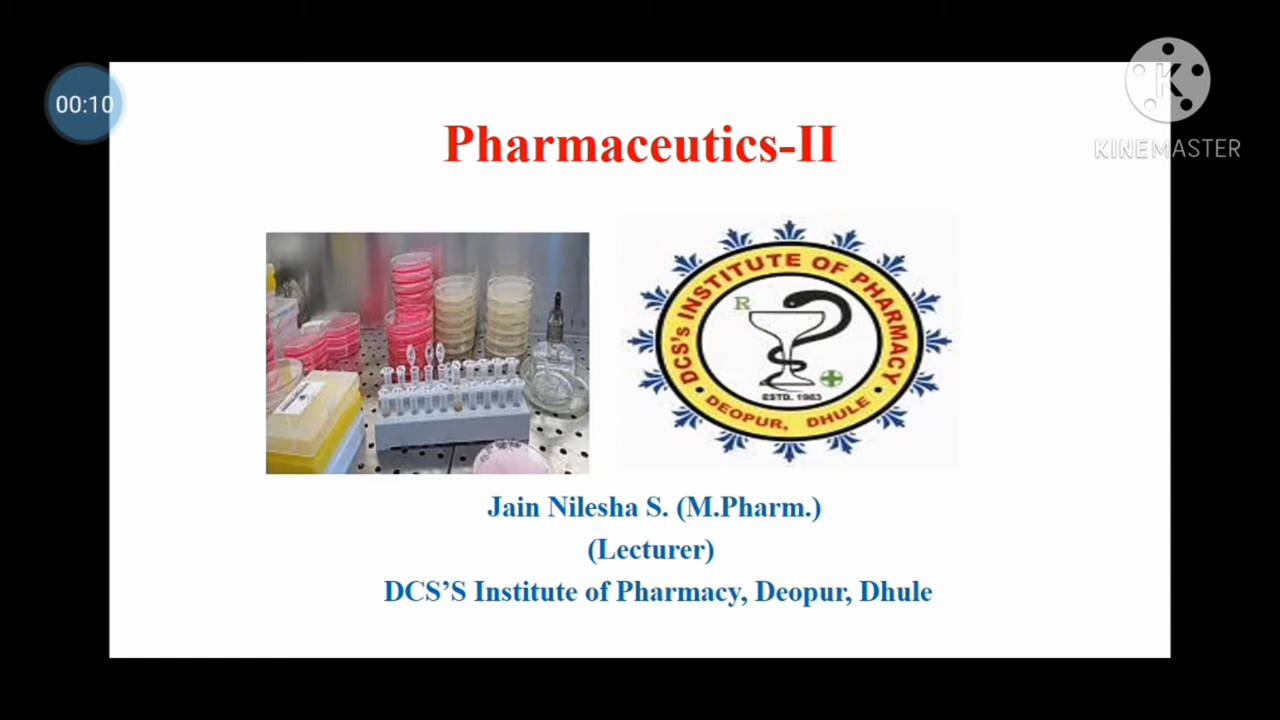 00:10
KINEMASTER
Pharmaceutics-II
DCS's INSTITUTE OF PHARMACY
R
ESTD. 1983
DEOPUR, DHULE
Jain Nilesha S. (M.Pharm.)
(Lecturer)
DCS’S Institute of Pharmacy, Deopur, Dhule